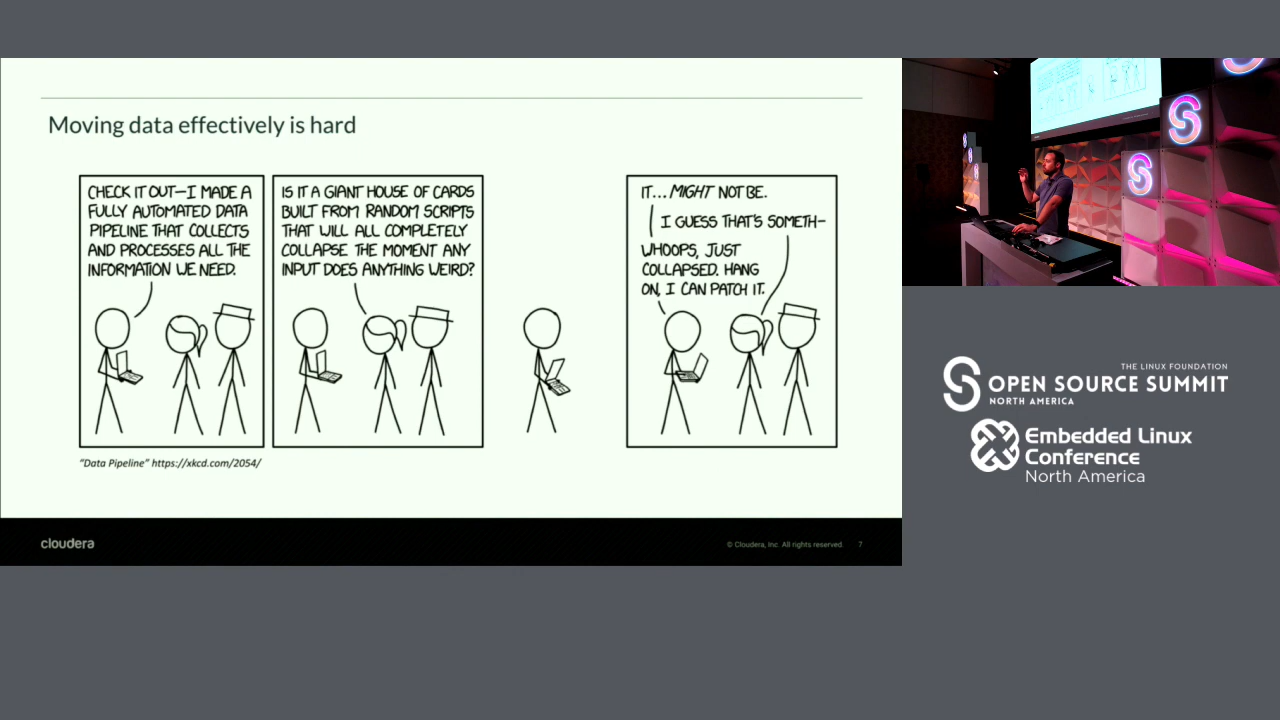 Moving data effectively is hard
CHECK IT OUT—I MADE A
FULLY AUTOMATED DATA
PIPELINE THAT COLLECTS
AND PROCESSES ALL THE
INFORMATION WE NEED.
IS IT A GIANT HOUSE OF CARDS
BUILT FROM RANDOM SCRIPTS
THAT WILL ALL COMPLETELY
COLLAPSE THE MOMENT ANY
INPUT DOES ANYTHING WEIRD?
IT... MIGHT NOT BE.
I GUESS THAT'S SOMETH—
WHOOPS, JUST
COLLAPSED. HANG
ON, I CAN PATCH IT.
"Data Pipeline" https://xkcd.com/2054/
cloudera
© Cloudera, Inc. All rights reserved.
7
THE LINUX FOUNDATION
OPEN SOURCE SUMMIT
NORTH AMERICA
Embedded Linux
Conference
North America